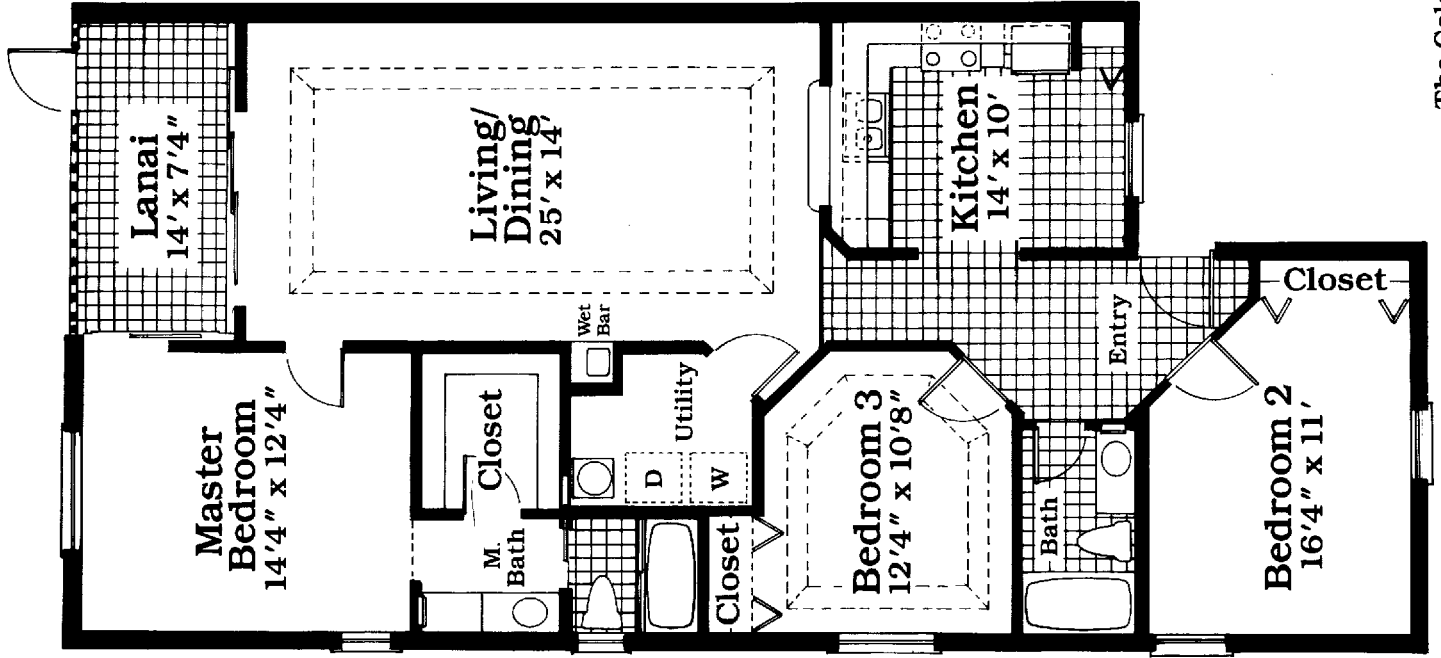 Lanai
14' x 7'4"
Living/
Dining
25' x 14'
Kitchen
14' x 10'
Wet
Bar
Entry
Closet
Master
Bedroom
14'4" x 12'4"
Closet
Utility
D
W
M.
Bath
Closet
Bedroom 3
12'4" x 10'8"
Bath
Bedroom 2
16'4" x 11'
The